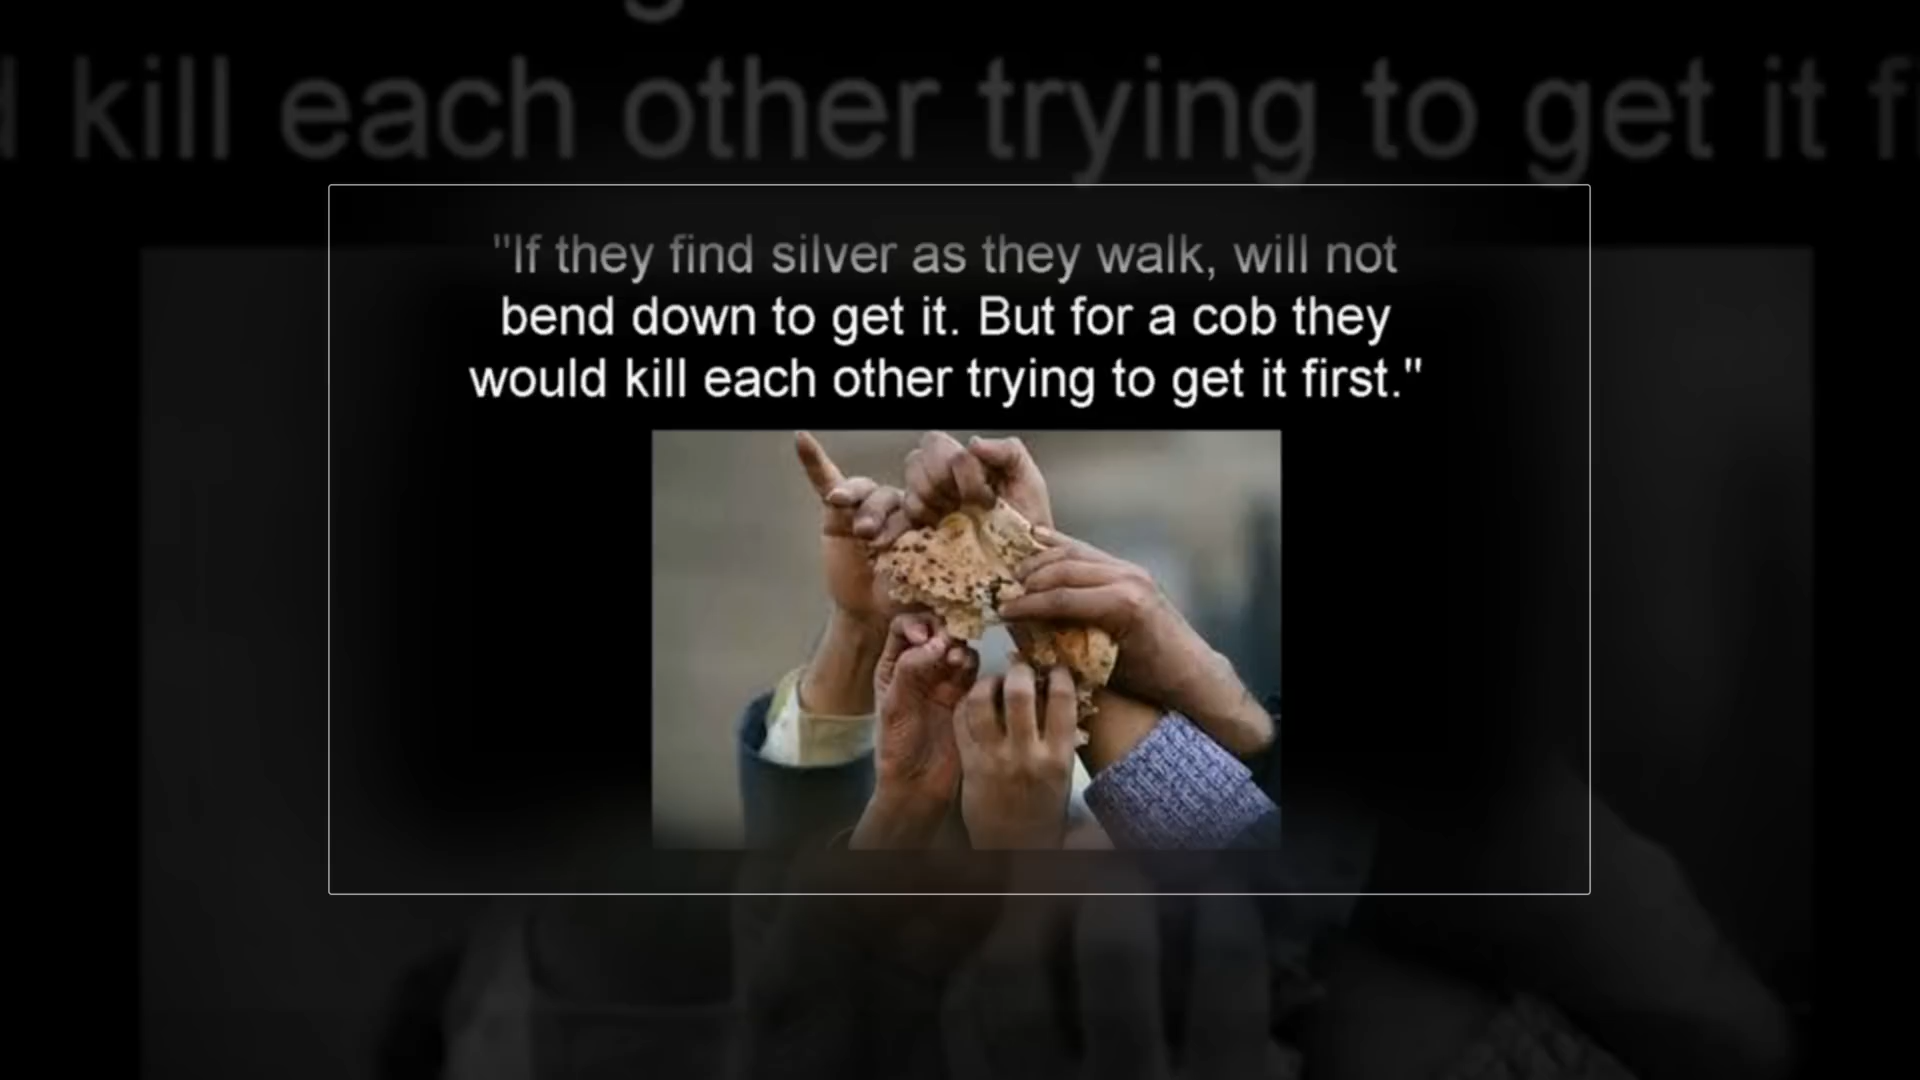 kill each other trying to get it
"If they find silver as they walk, will not
bend down to get it. But for a cob they
would kill each other trying to get it first."